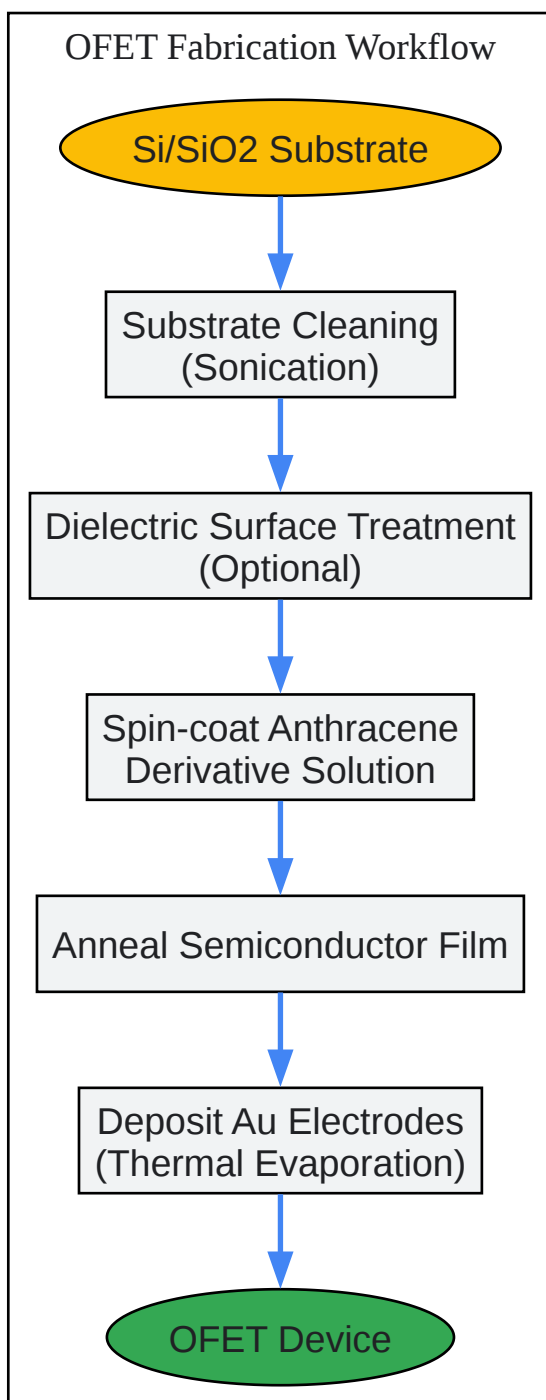 OFET Fabrication Workflow
Si/SiO2 Substrate
Substrate Cleaning
(Sonication)
Dielectric Surface Treatment
(Optional)
Spin-coat Anthracene
Derivative Solution
Anneal Semiconductor Film
Deposit Au Electrodes
(Thermal Evaporation)
OFET Device